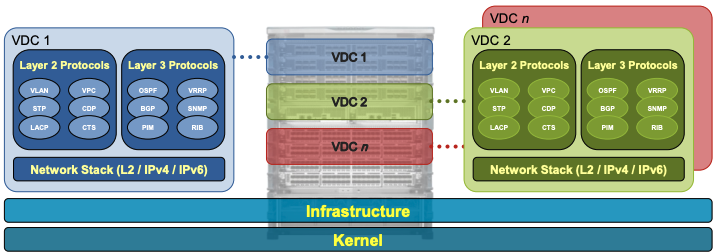 VDC 1
Layer 2 Protocols
Layer 3 Protocols
VLAN
VPC
OSPF
VRRP
STP
CDP
BGP
SNMP
LACP
CTS
PIM
RIB
Network Stack (L2 / IPv4 / IPv6)
VDC 1
VDC 2
VDC n
VDC n
VDC 2
Layer 2 Protocols
Layer 3 Protocols
VLAN
VPC
OSPF
VRRP
STP
CDP
BGP
SNMP
LACP
CTS
PIM
RIB
Network Stack (L2 / IPv4 / IPv6)
Infrastructure
Kernel